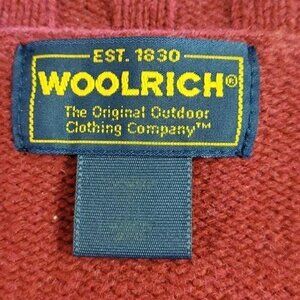 EST. 1830
WOOLRICH®
The Original Outdoor
Clothing Company™